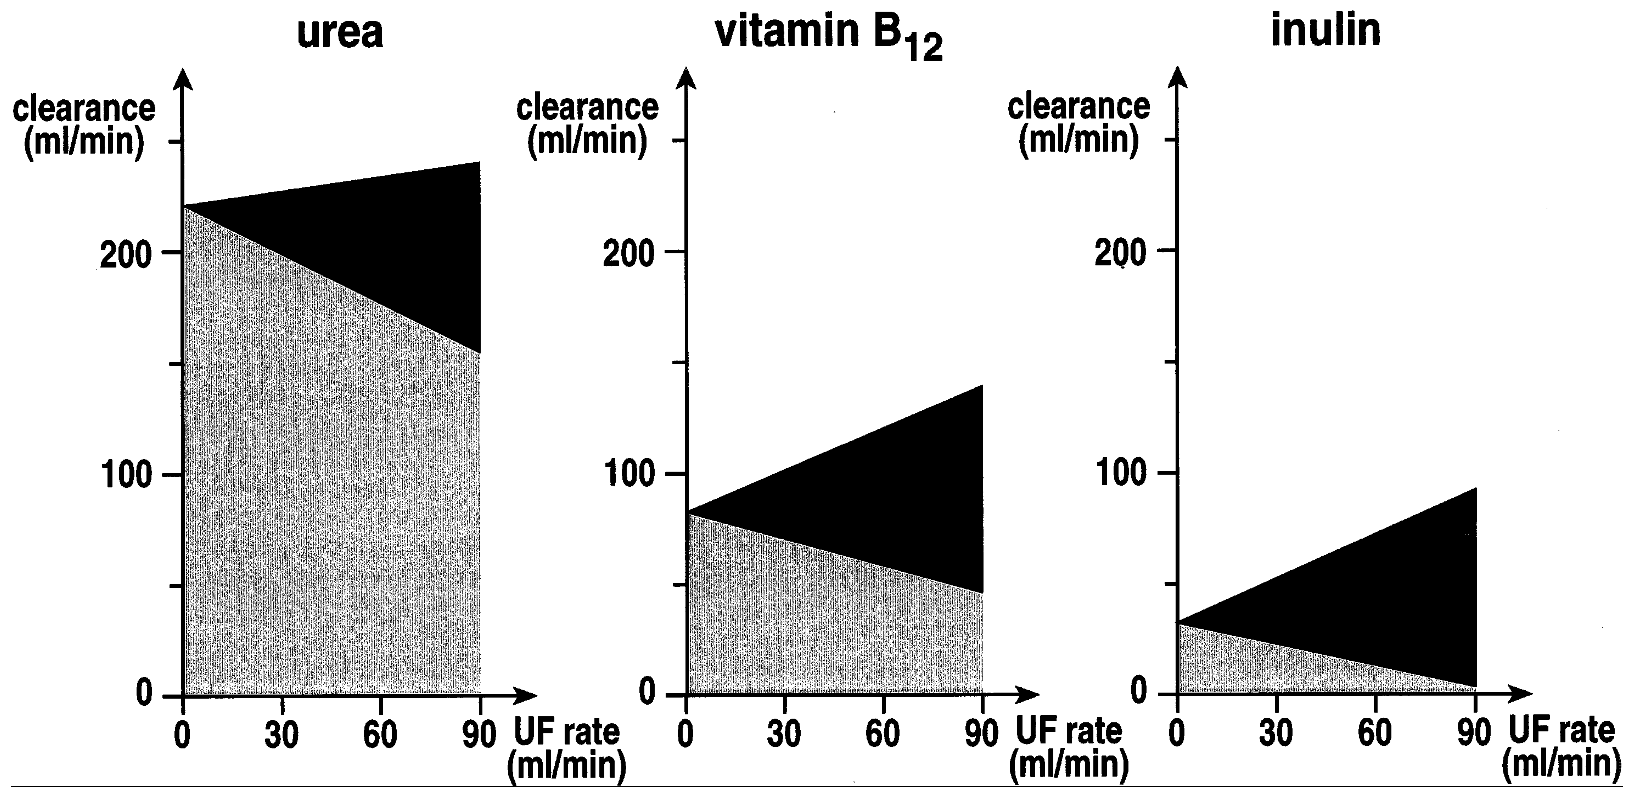 urea
clearance
(ml/min)
200
100
0
0 30 60 90 UF rate
(ml/min)
vitamin B12
clearance
(ml/min)
200
100
0
0 30 60 90 UF rate
(ml/min)
inulin
clearance
(ml/min)
200
100
0
0 30 60 90 UF rate
(ml/min)